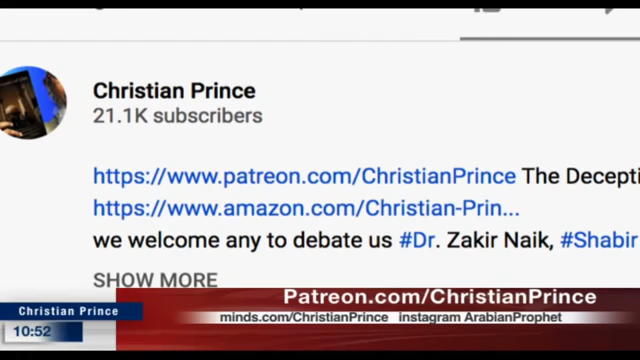 Christian Prince
21.1K subscribers
https://www.patreon.com/ChristianPrince The Decepti
https://www.amazon.com/Christian-Prin...
we welcome any to debate us #Dr. Zakir Naik, #Shabir
SHOW MORE
Patreon.com/ChristianPrince
Christian Prince
minds.com/ChristianPrince instagram ArabianProphet
10:52